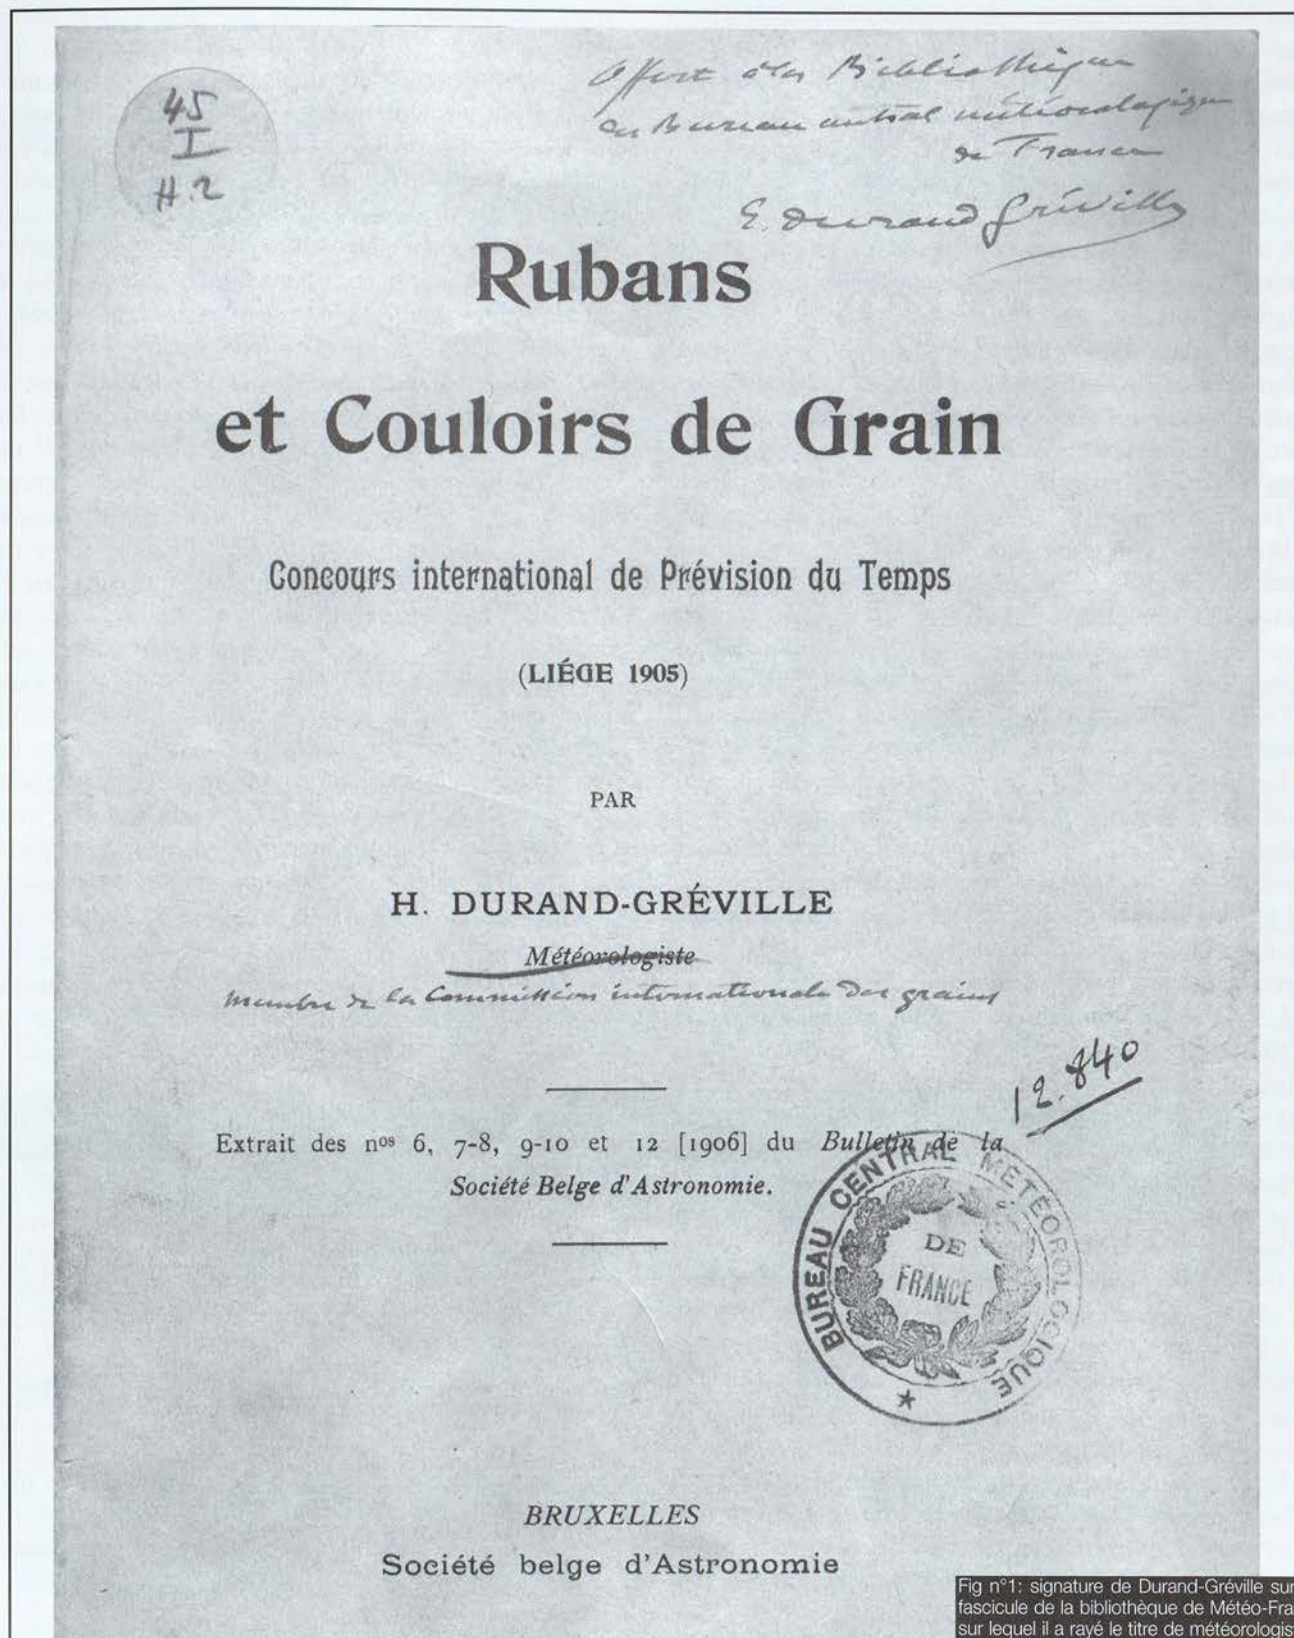 45
I
H.2
Offert à la Bibliothèque
du Bureau central météorologique
de France
E. Durand Gréville
Rubans
et Couloirs de Grain
Concours international de Prévision du Temps
(LIÉGE 1905)
PAR
H. DURAND-GRÉVILLE
Météorologiste
membre de la Commission internationale des grains
12.840
Extrait des nos 6, 7-8, 9-10 et 12 [1906] du Bulletin de la
Société Belge d'Astronomie.
BUREAU CENTRAL MÉTÉOROLOGIQUE
DE
FRANCE
BRUXELLES
Société belge d'Astronomie
Fig n°1: signature de Durand-Gréville sur
fascicule de la bibliothèque de Météo-Fra
sur lequel il a rayé le titre de météorologis